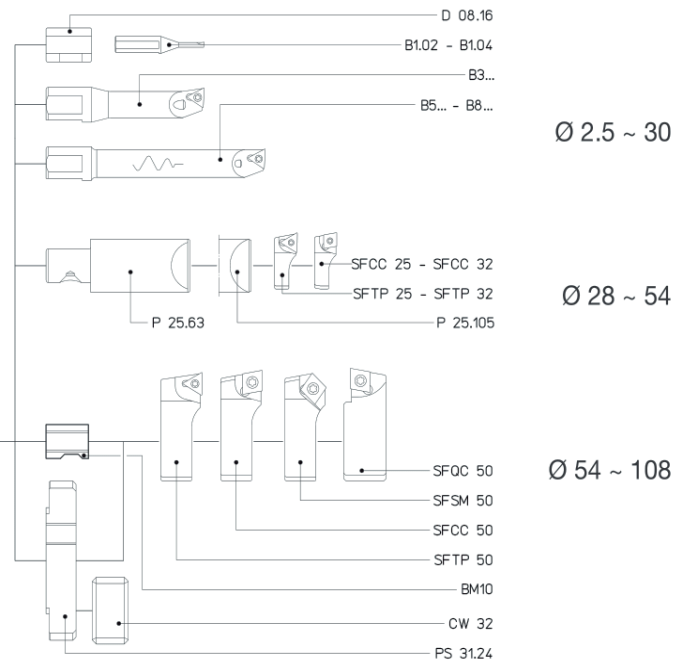 D 08.16
B1.02 - B1.04
B3...
B5... - B8...
Ø 2.5 ~ 30
SFCC 25 - SFCC 32
SFTP 25 - SFTP 32
Ø 28 ~ 54
P 25.63
P 25.105
SFQC 50
Ø 54 ~ 108
SFSM 50
SFCC 50
SFTP 50
BM10
CW 32
PS 31.24